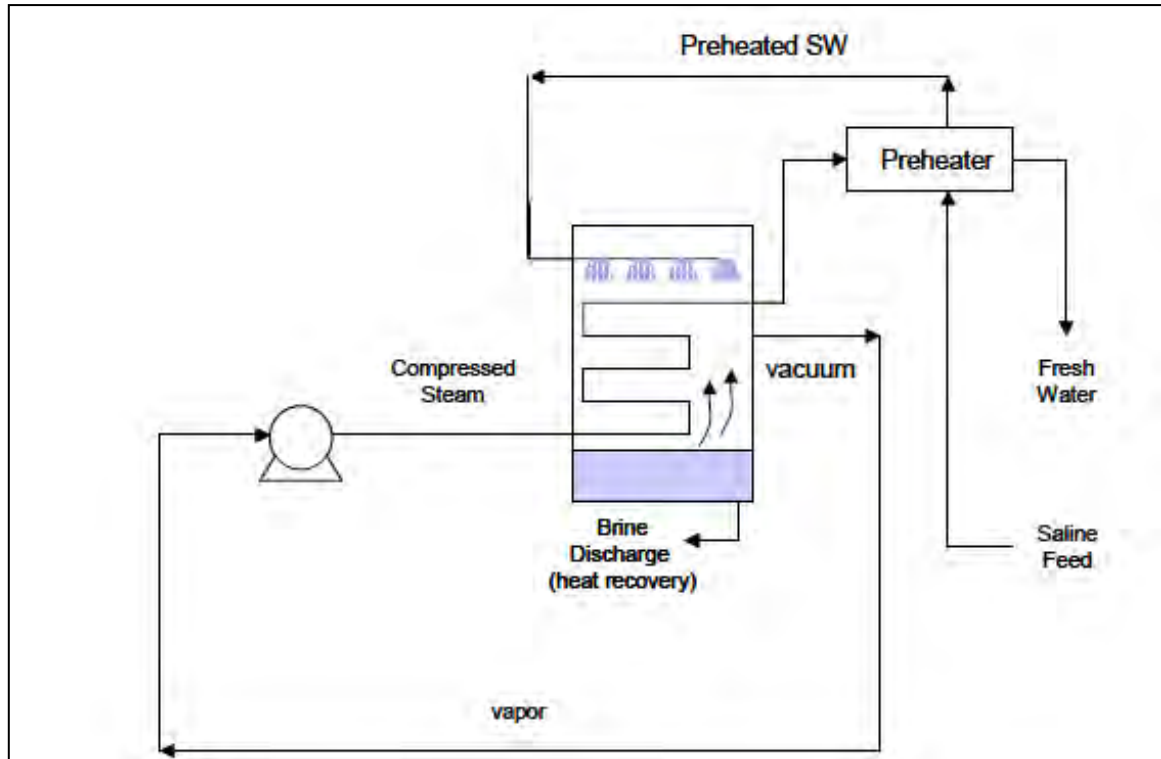 Preheated SW
Preheater
Compressed
Steam
vacuum
Fresh
Water
Brine
Discharge
(heat recovery)
Saline
Feed
vapor